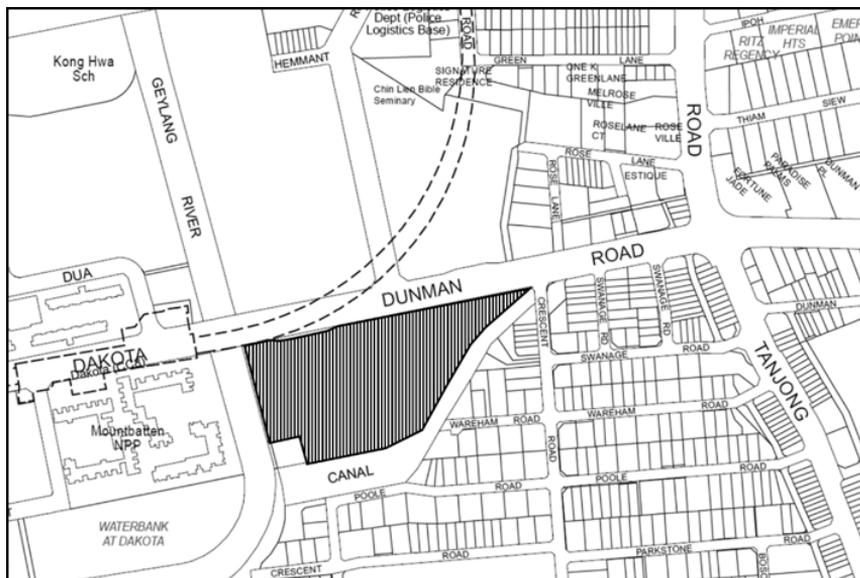 Dept (Police
Logistics Base)
ROAD
HEMMANT
Kong Hwa
Sch
GEYLANG
RIVER
Chin Lien Bible
Seminary
SIGNATURE
RESIDENCE
GREEN
LANE
ONE K
GREENLANE
MELROSE
VILLE
ROSELANE
CT
ROSE
VILLE
ROSE
LANE
ESTIQUE
ROSE LANE
ROAD
IPOH
RITZ
REGENCY
IMPERIAL
HTS
THIAM
SIEW
FORTUNE
JADE
PARADISE
PALMS
DUNMAN
PL
DUA
DAKOTA
Dakota (CC8)
Mountbatten
NPP
WATERBANK
AT DAKOTA
DUNMAN
ROAD
CRESCENT
SWANAGE
RD
SWANAGE
RD
SWANAGE
ROAD
DUNMAN
TANJONG
WAREHAM
ROAD
WAREHAM
ROAD
ROAD
CANAL
POOLE
ROAD
POOLE
ROAD
CRESCENT
ROAD
PARKSTONE
ROAD